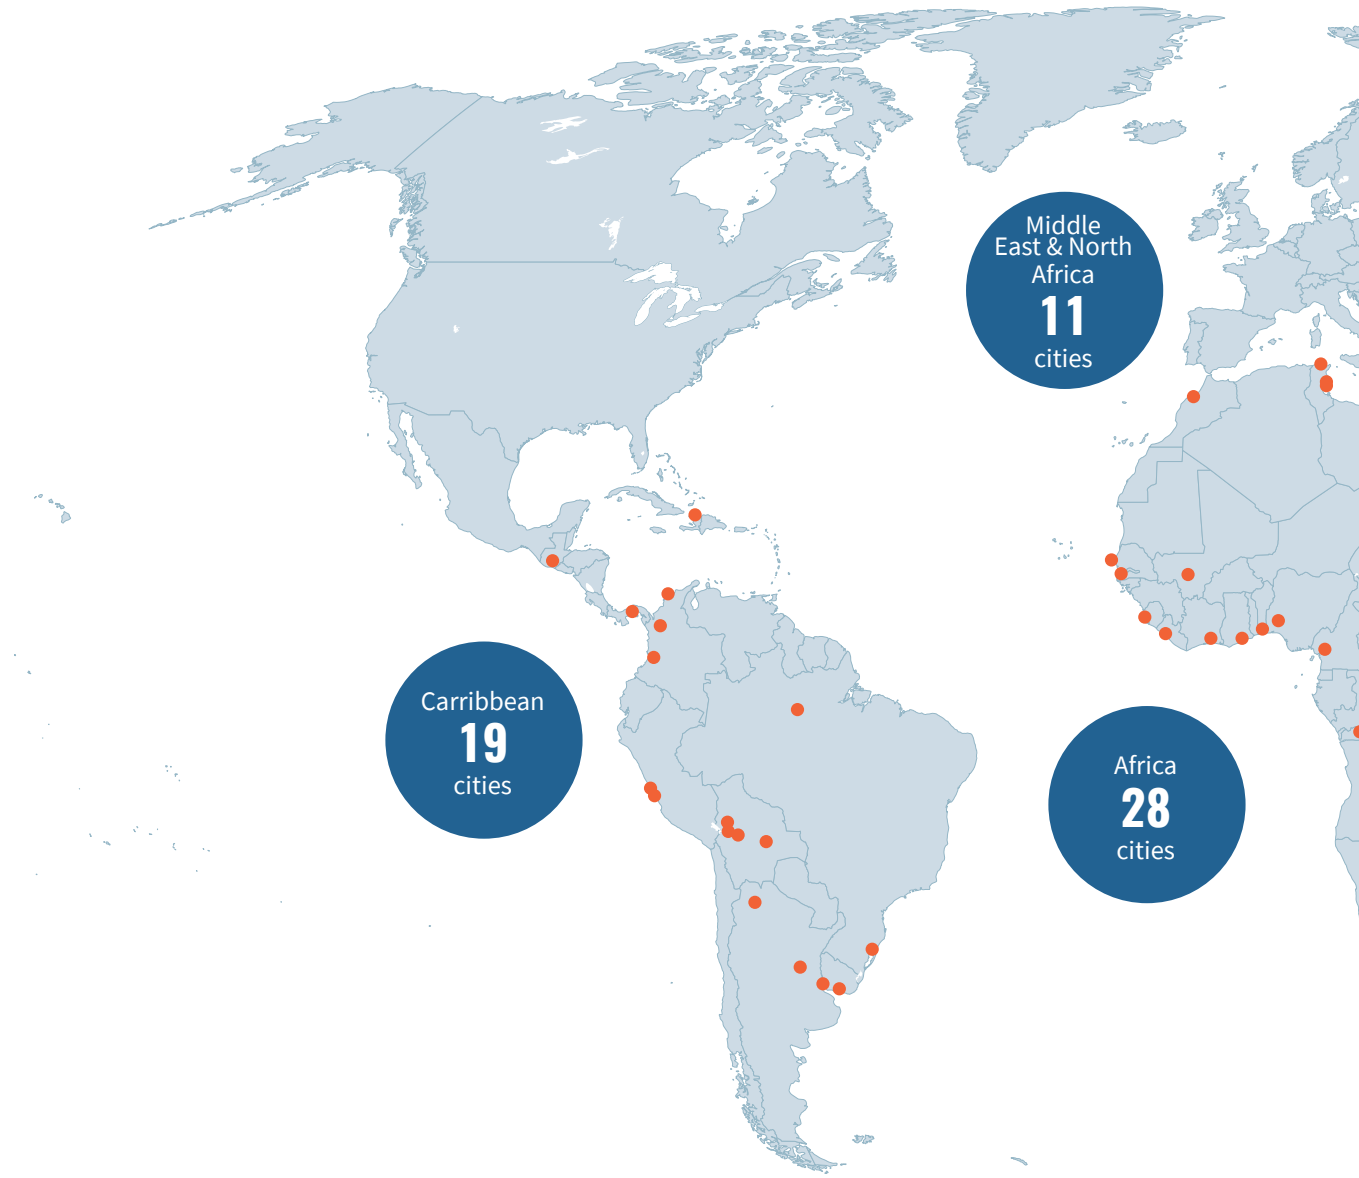 Middle
East & North
Africa
11
cities
Carribbean
19
cities
Africa
28
cities